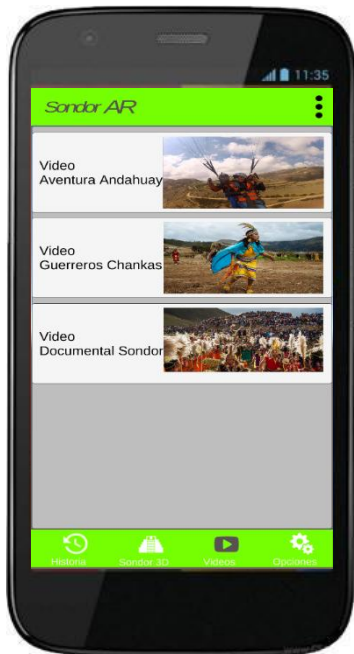 11:35
Sondor AR
Video
Aventura Andahuay
Video
Guerreros Chankas
Video
Documental Sondor
Historia
Sondor 3D
Videos
Opciones